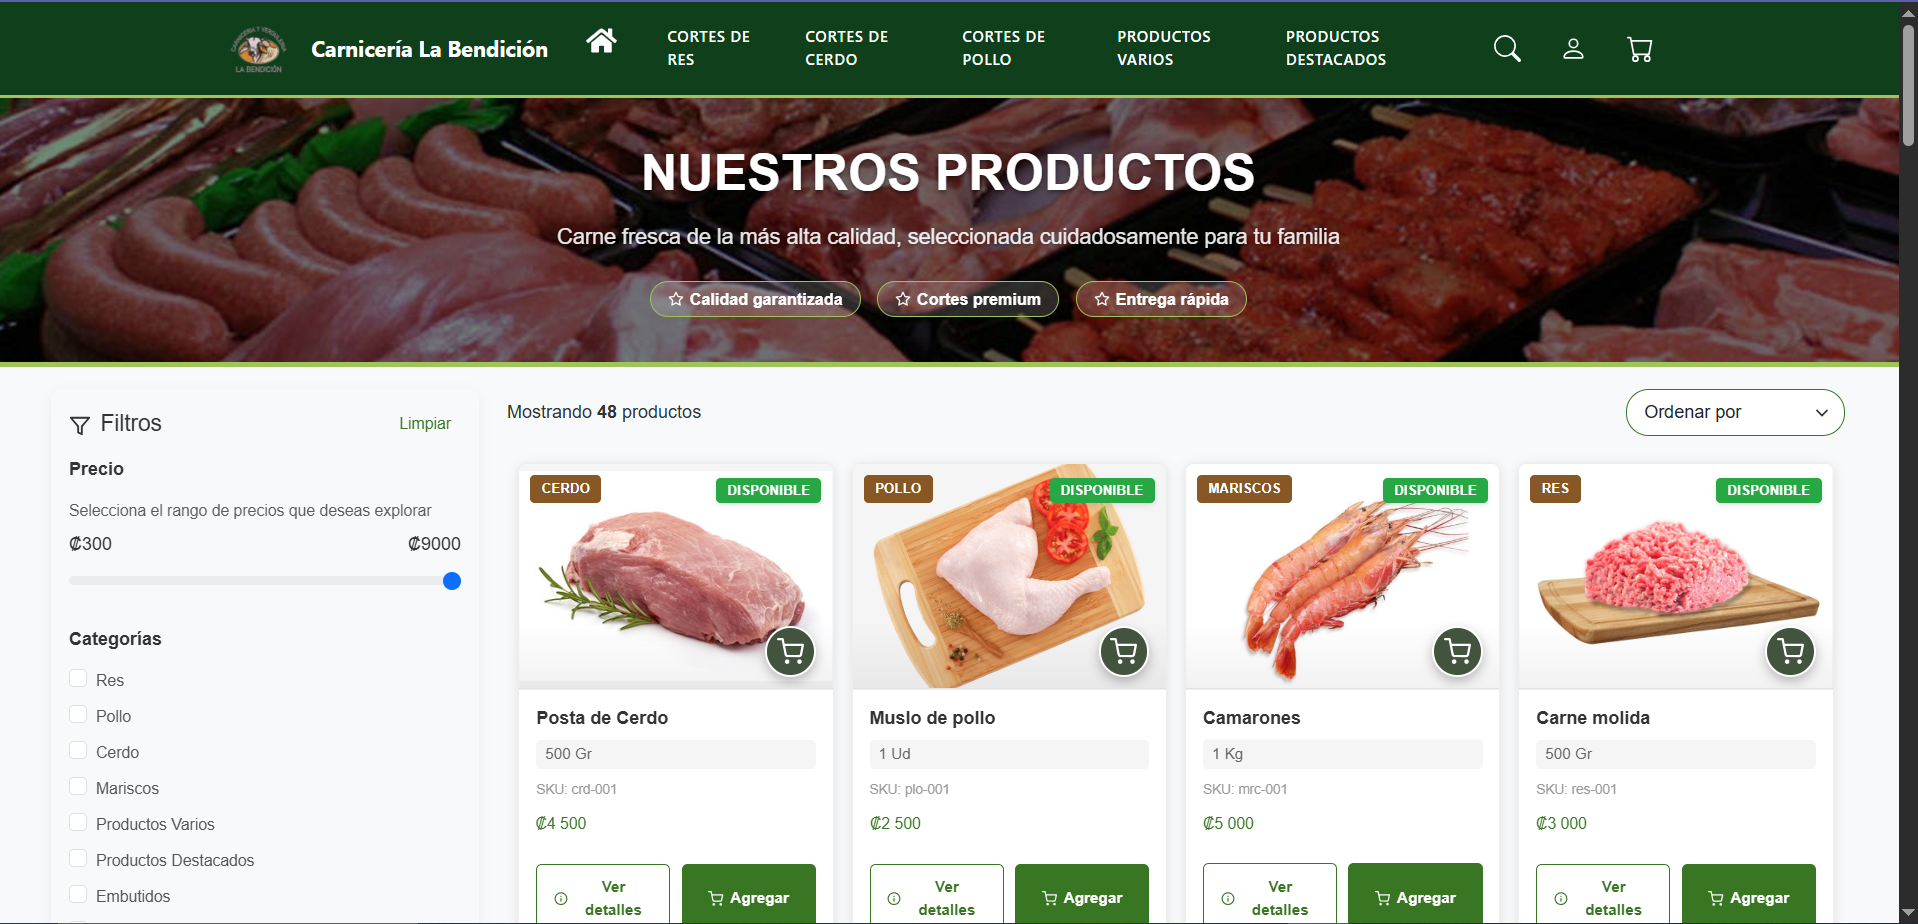 CARNICERIA Y VERDULERIA
LA BENDICIÓN
Carnicería La Bendición
CORTES DE
RES
CORTES DE
CERDO
CORTES DE
POLLO
PRODUCTOS
VARIOS
PRODUCTOS
DESTACADOS
NUESTROS PRODUCTOS
Carne fresca de la más alta calidad, seleccionada cuidadosamente para tu familia
Calidad garantizada
Cortes premium
Entrega rápida
Filtros
Limpiar
Precio
Selecciona el rango de precios que deseas explorar
₡300
₡9000
Categorías
Res
Pollo
Cerdo
Mariscos
Productos Varios
Productos Destacados
Embutidos
Mostrando 48 productos
Ordenar por
CERDO
DISPONIBLE
Posta de Cerdo
500 Gr
SKU: crd-001
₡4 500
Ver
detalles
Agregar
POLLO
DISPONIBLE
Muslo de pollo
1 Ud
SKU: plo-001
₡2 500
Ver
detalles
Agregar
MARISCOS
DISPONIBLE
Camarones
1 Kg
SKU: mrc-001
₡5 000
Ver
detalles
Agregar
RES
DISPONIBLE
Carne molida
500 Gr
SKU: res-001
₡3 000
Ver
detalles
Agregar